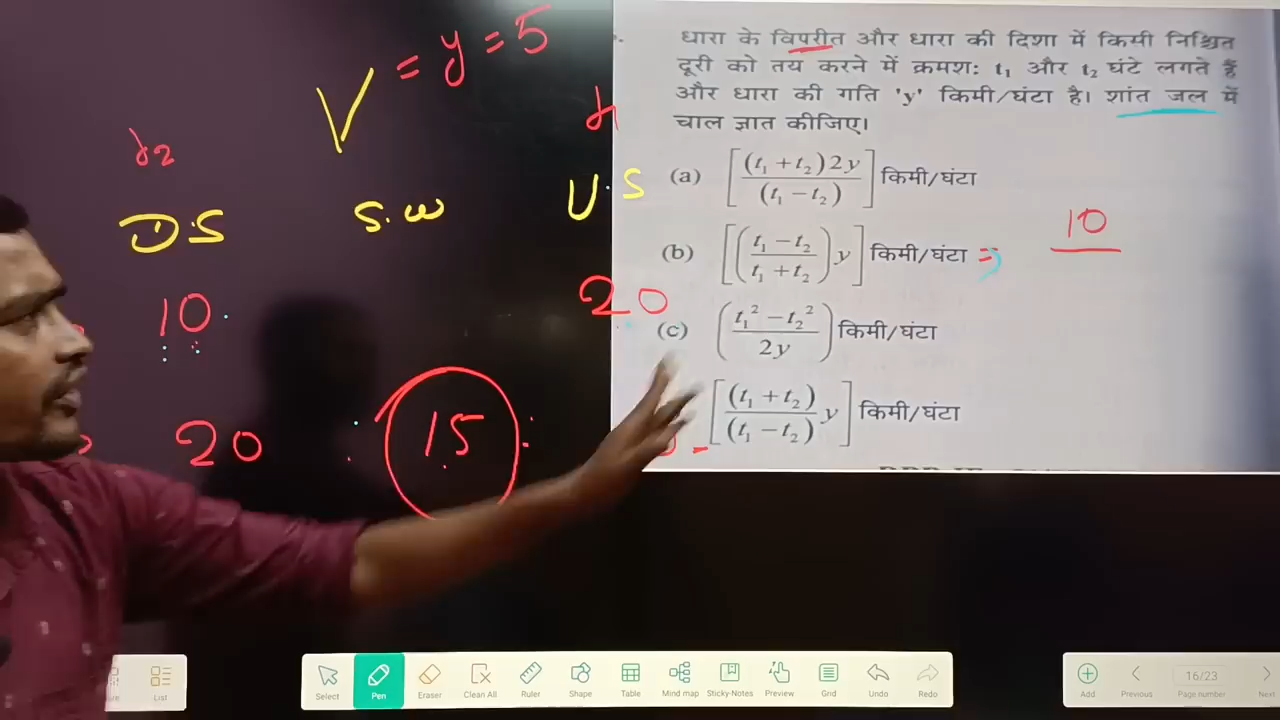 धारा के विपरीत और धारा की दिशा में किसी निश्चित
दूरी को तय करने में क्रमशः t₁ और t₂ घंटे लगते हैं
और धारा की गति 'y' किमी/घंटा है। शांत जल में
चाल ज्ञात कीजिए।
(a) [(t₁ + t₂) 2y / (t₁ − t₂)] किमी/घंटा
(b) [((t₁ − t₂) / (t₁ + t₂)) y] किमी/घंटा =
10
(c) ((t₁² − t₂²) / 2y) किमी/घंटा
[((t₁ + t₂) / (t₁ − t₂)) y] किमी/घंटा
V = y = 5
t₂
D.S
S.W
U.S
10
20
20
15
List
Select
Pen
Eraser
Clean All
Ruler
Shape
Table
Mind map
Sticky-Notes
Preview
Grid
Undo
Redo
Add
Previous
16/23
Page number
Next